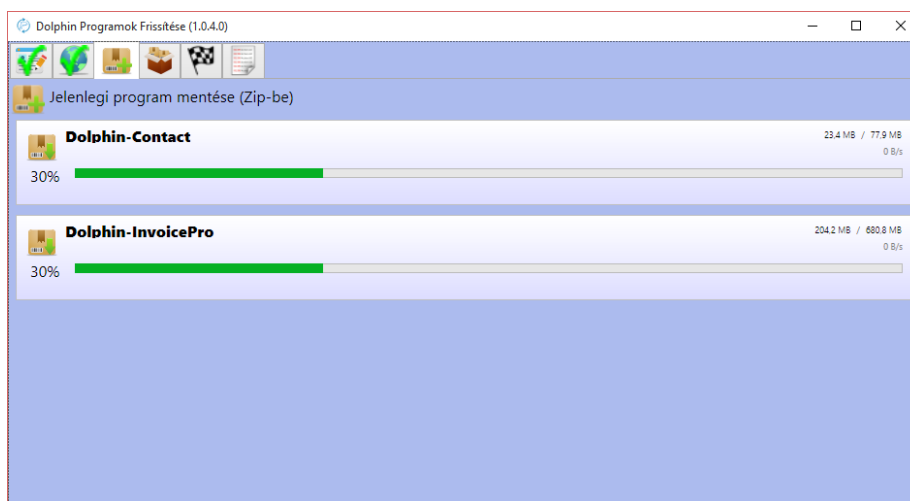 Dolphin Programok Frissítése (1.0.4.0)
Jelenlegi program mentése (Zip-be)
Dolphin-Contact
23,4 MB / 77,9 MB
0 B/s
30%
Dolphin-InvoicePro
204,2 MB / 680,8 MB
0 B/s
30%